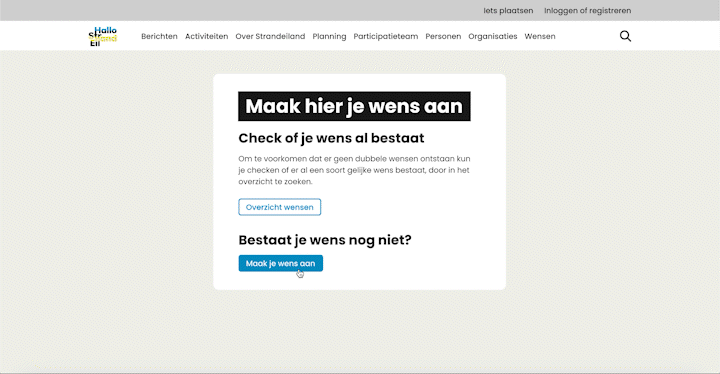 Iets plaatsen Inloggen of registreren
Hallo
Strand
Eil
Berichten Activiteiten Over Strandeiland Planning Participatieteam Personen Organisaties Wensen
Maak hier je wens aan
Check of je wens al bestaat
Om te voorkomen dat er geen dubbele wensen ontstaan kun
je checken of er al een soort gelijke wens bestaat, door in het
overzicht te zoeken.
Overzicht wensen
Bestaat je wens nog niet?
Maak je wens aan